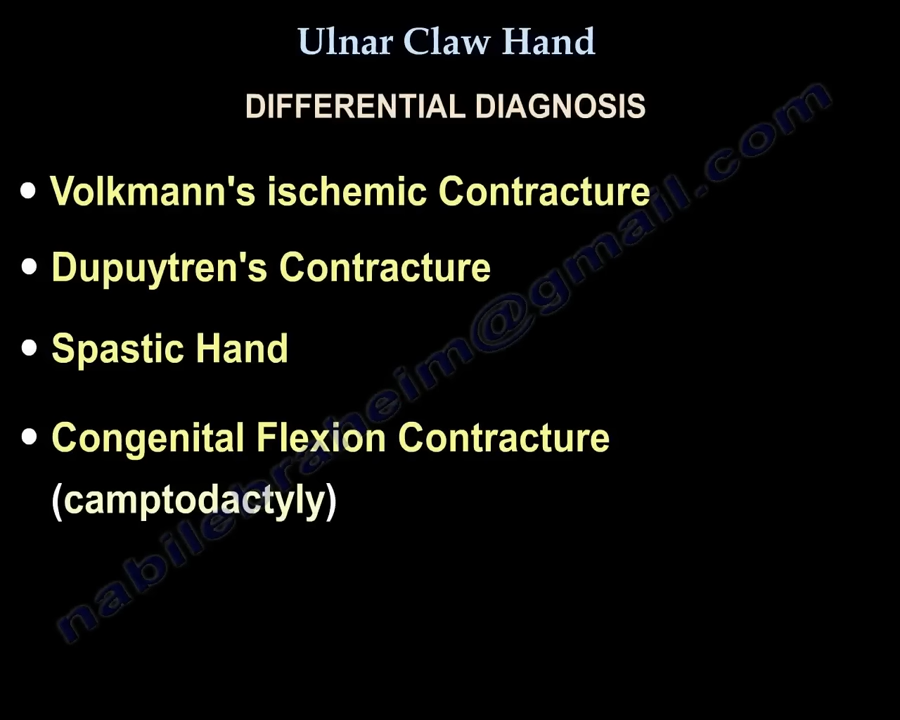 Ulnar Claw Hand
DIFFERENTIAL DIAGNOSIS
• Volkmann's ischemic Contracture
• Dupuytren's Contracture
• Spastic Hand
• Congenital Flexion Contracture
(camptodactyly)
nabilebraheim@gmail.com